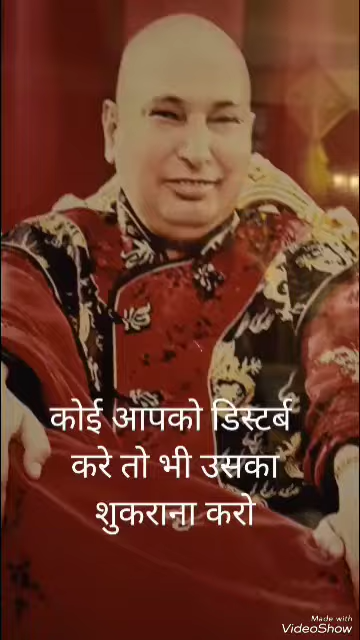 कोई आपको डिस्टर्ब
करे तो भी उसका
शुकराना करो
Made with
VideoShow